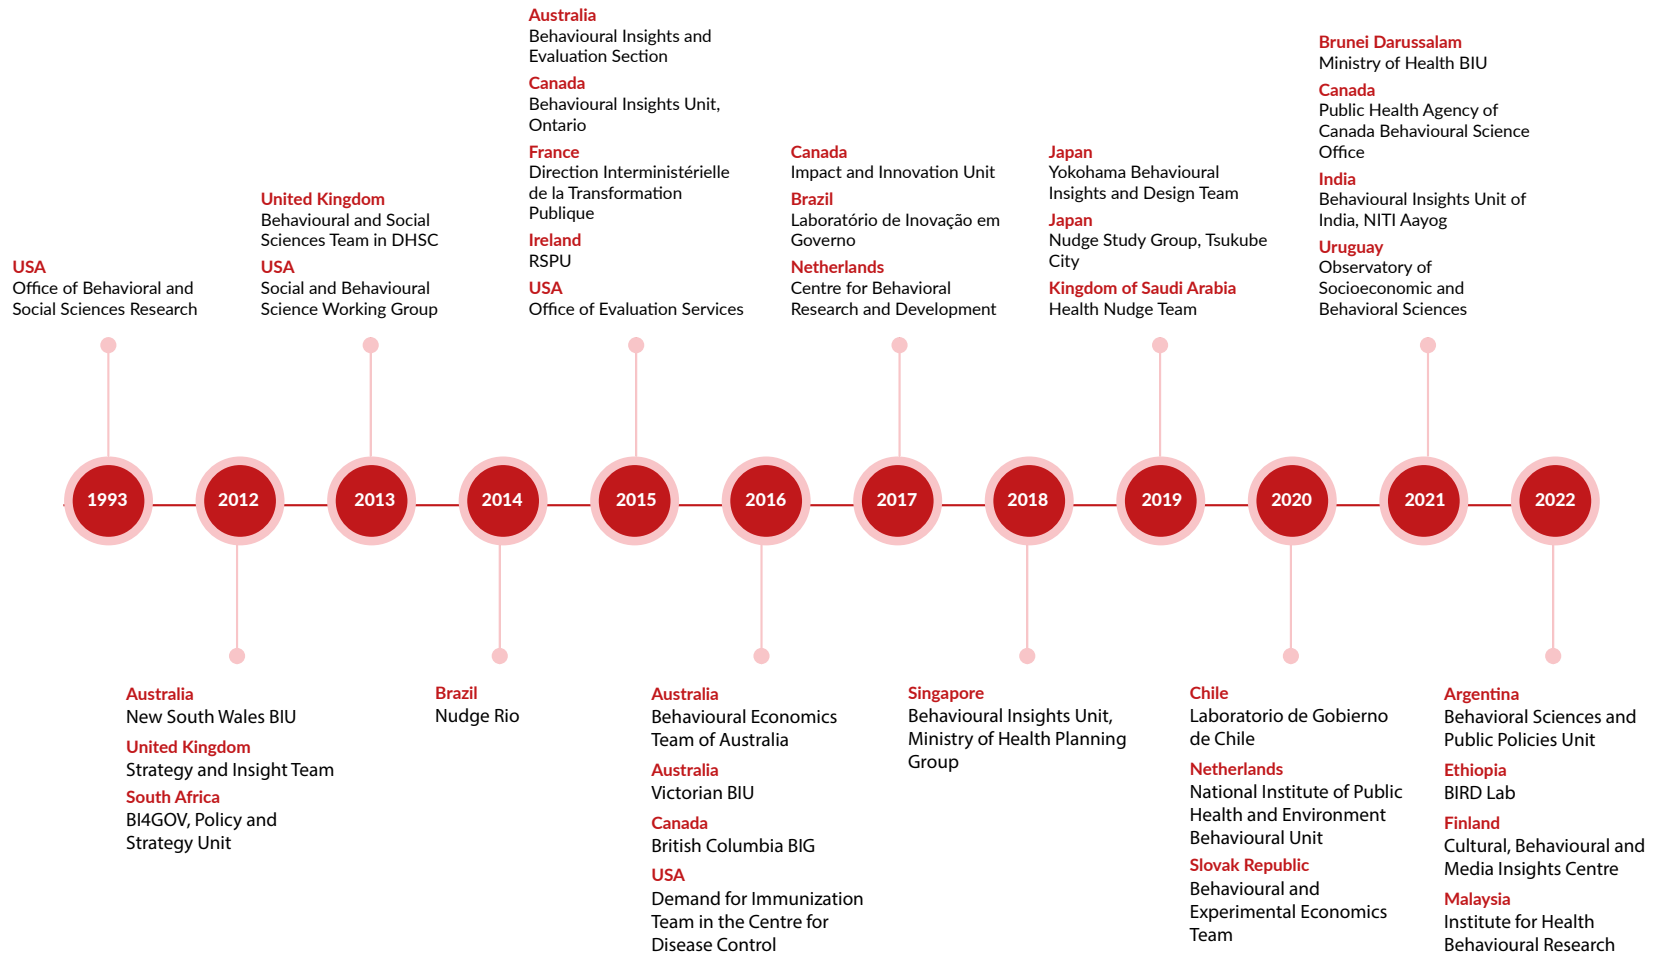 USA
Office of Behavioral and
Social Sciences Research
United Kingdom
Behavioural and Social
Sciences Team in DHSC
USA
Social and Behavioural
Science Working Group
Australia
Behavioural Insights and
Evaluation Section
Canada
Behavioural Insights Unit,
Ontario
France
Direction Interministérielle
de la Transformation
Publique
Ireland
RSPU
USA
Office of Evaluation Services
Canada
Impact and Innovation Unit
Brazil
Laboratório de Inovação em
Governo
Netherlands
Centre for Behavioral
Research and Development
Japan
Yokohama Behavioural
Insights and Design Team
Japan
Nudge Study Group, Tsukube
City
Kingdom of Saudi Arabia
Health Nudge Team
Brunei Darussalam
Ministry of Health BIU
Canada
Public Health Agency of
Canada Behavioural Science
Office
India
Behavioural Insights Unit of
India, NITI Aayog
Uruguay
Observatory of
Socioeconomic and
Behavioral Sciences
1993
2012
2013
2014
2015
2016
2017
2018
2019
2020
2021
2022
Australia
New South Wales BIU
United Kingdom
Strategy and Insight Team
South Africa
BI4GOV, Policy and
Strategy Unit
Brazil
Nudge Rio
Australia
Behavioural Economics
Team of Australia
Australia
Victorian BIU
Canada
British Columbia BIG
USA
Demand for Immunization
Team in the Centre for
Disease Control
Singapore
Behavioural Insights Unit,
Ministry of Health Planning
Group
Chile
Laboratorio de Gobierno
de Chile
Netherlands
National Institute of Public
Health and Environment
Behavioural Unit
Slovak Republic
Behavioural and
Experimental Economics
Team
Argentina
Behavioral Sciences and
Public Policies Unit
Ethiopia
BIRD Lab
Finland
Cultural, Behavioural and
Media Insights Centre
Malaysia
Institute for Health
Behavioural Research